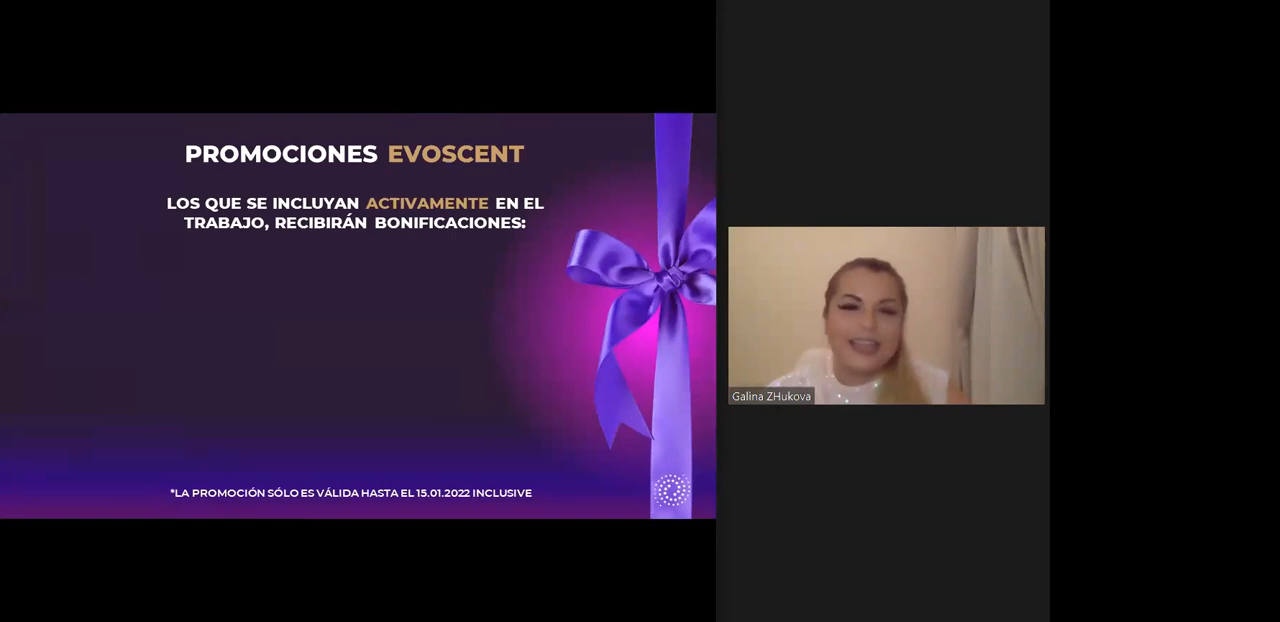 PROMOCIONES EVOSCENT
LOS QUE SE INCLUYAN ACTIVAMENTE EN EL
TRABAJO, RECIBIRÁN BONIFICACIONES:
*LA PROMOCIÓN SÓLO ES VÁLIDA HASTA EL 15.01.2022 INCLUSIVE
Galina ZHukova